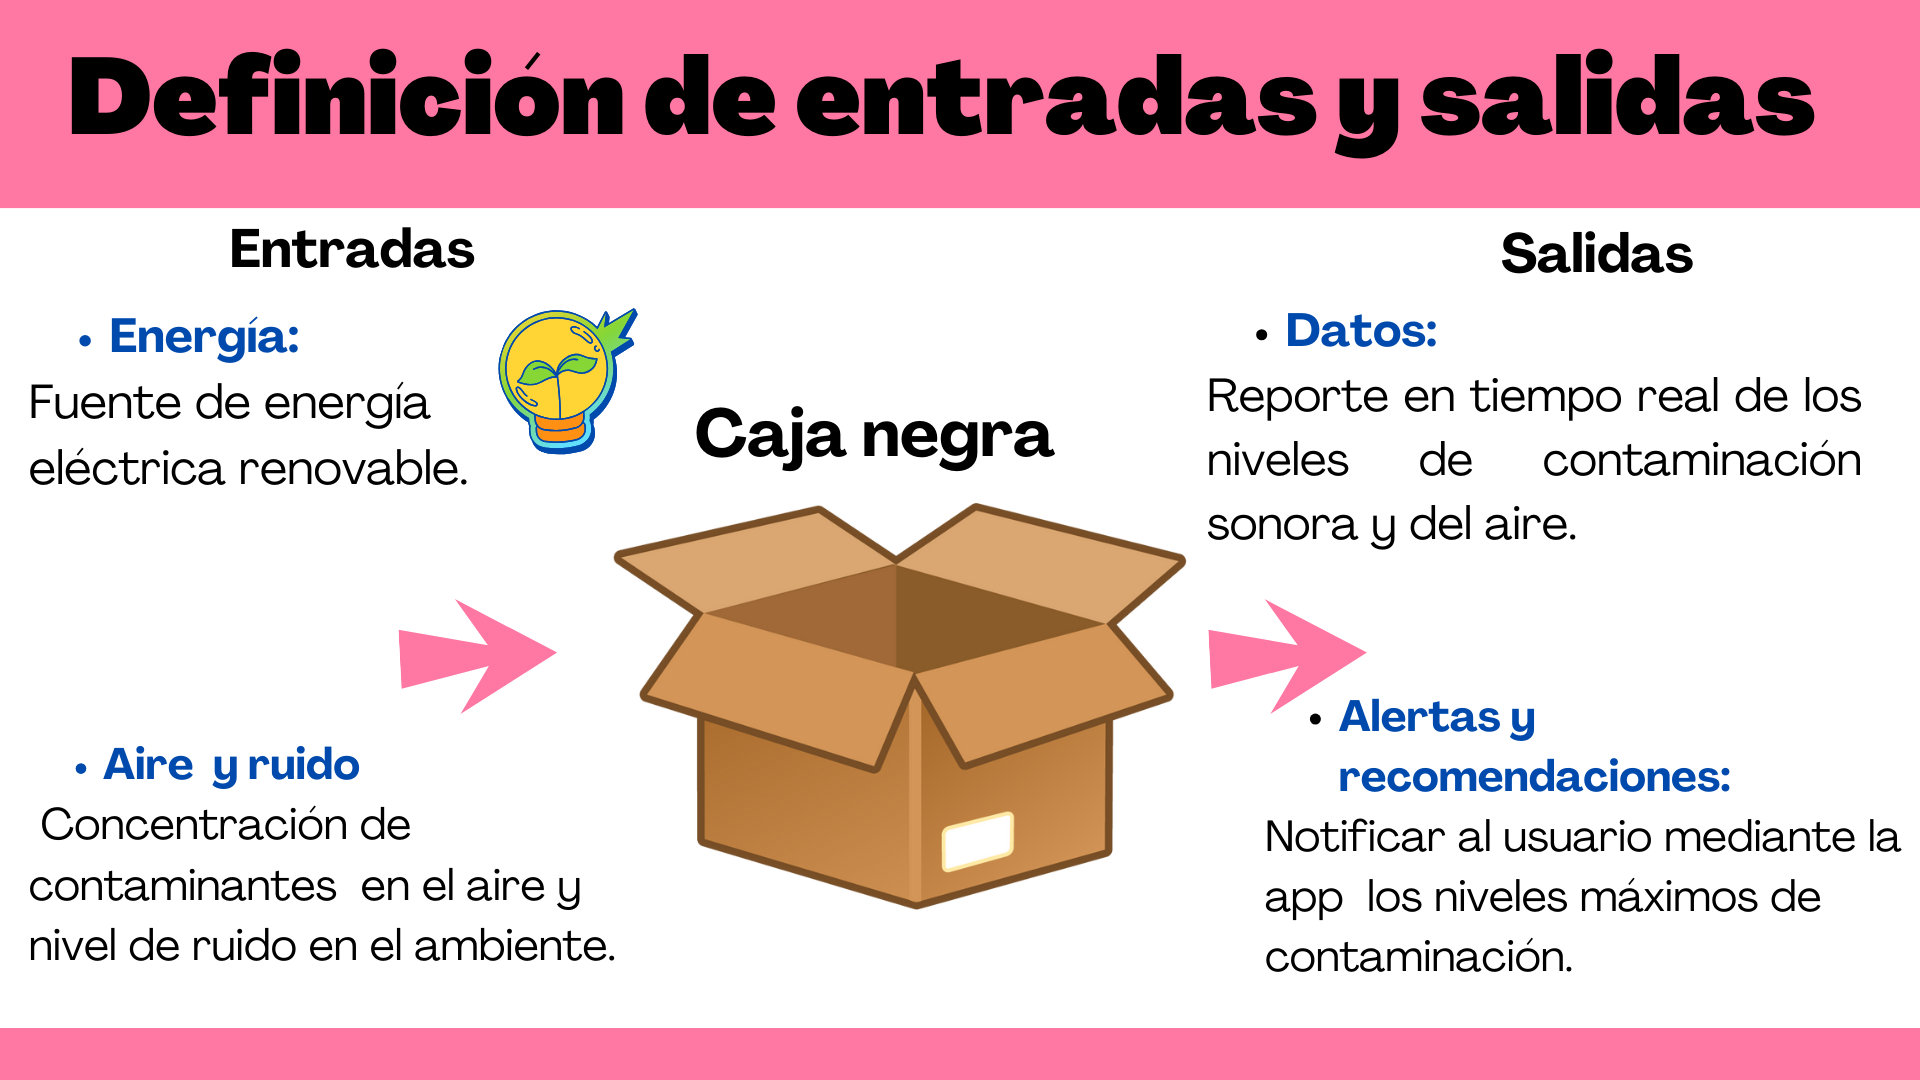 Definición de entradas y salidas
Entradas
• Energía:
Fuente de energía
eléctrica renovable.
• Aire y ruido
Concentración de
contaminantes en el aire y
nivel de ruido en el ambiente.
Caja negra
Salidas
• Datos:
Reporte en tiempo real de los
niveles de contaminación
sonora y del aire.
• Alertas y
recomendaciones:
Notificar al usuario mediante la
app los niveles máximos de
contaminación.